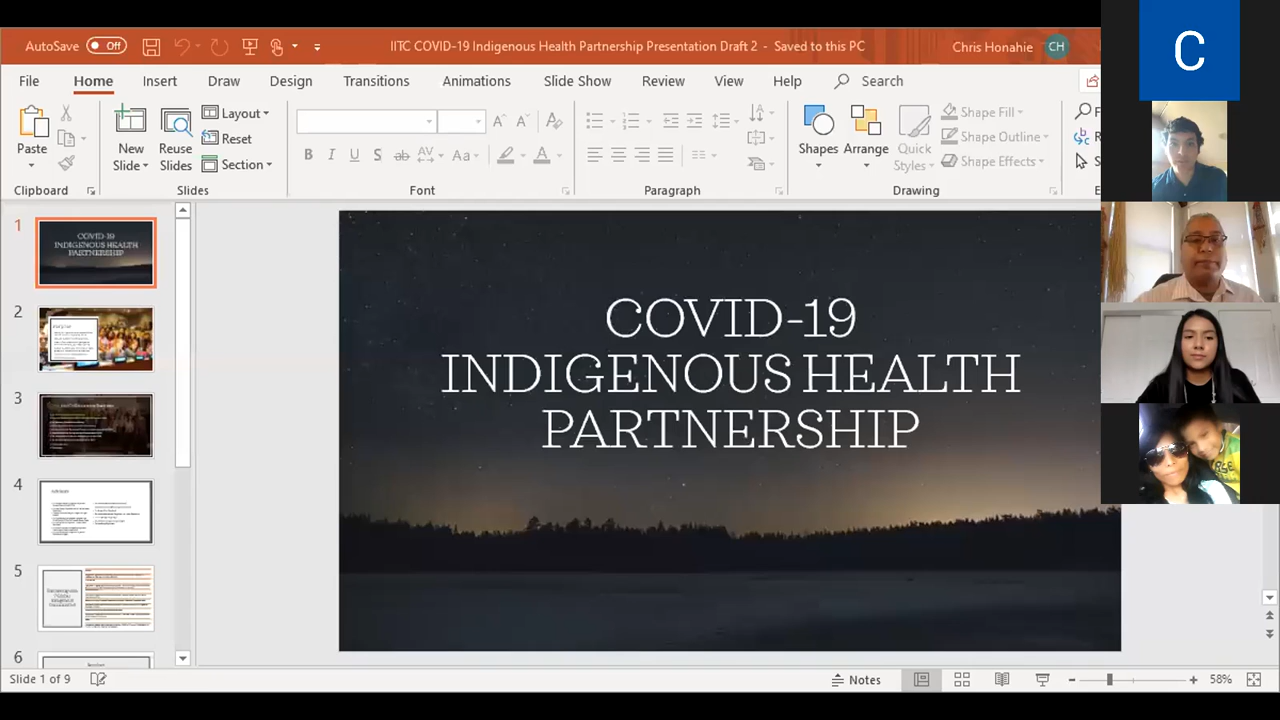 C
AutoSave Off
IITC COVID-19 Indigenous Health Partnership Presentation Draft 2 - Saved to this PC
Chris Honahie CH
File Home Insert Draw Design Transitions Animations Slide Show Review View Help Search
Paste
New
Slide
Reuse
Slides
Layout
Reset
Section
B I U S ab AV Aa A
Shapes Arrange
Quick
Styles
Shape Fill
Shape Outline
Shape Effects
Clipboard Slides Font Paragraph Drawing
1
COVID-19
INDIGENOUS HEALTH
PARTNERSHIP
2
3
4
5
6
COVID-19
INDIGENOUS HEALTH
PARTNERSHIP
Slide 1 of 9
Notes
58%